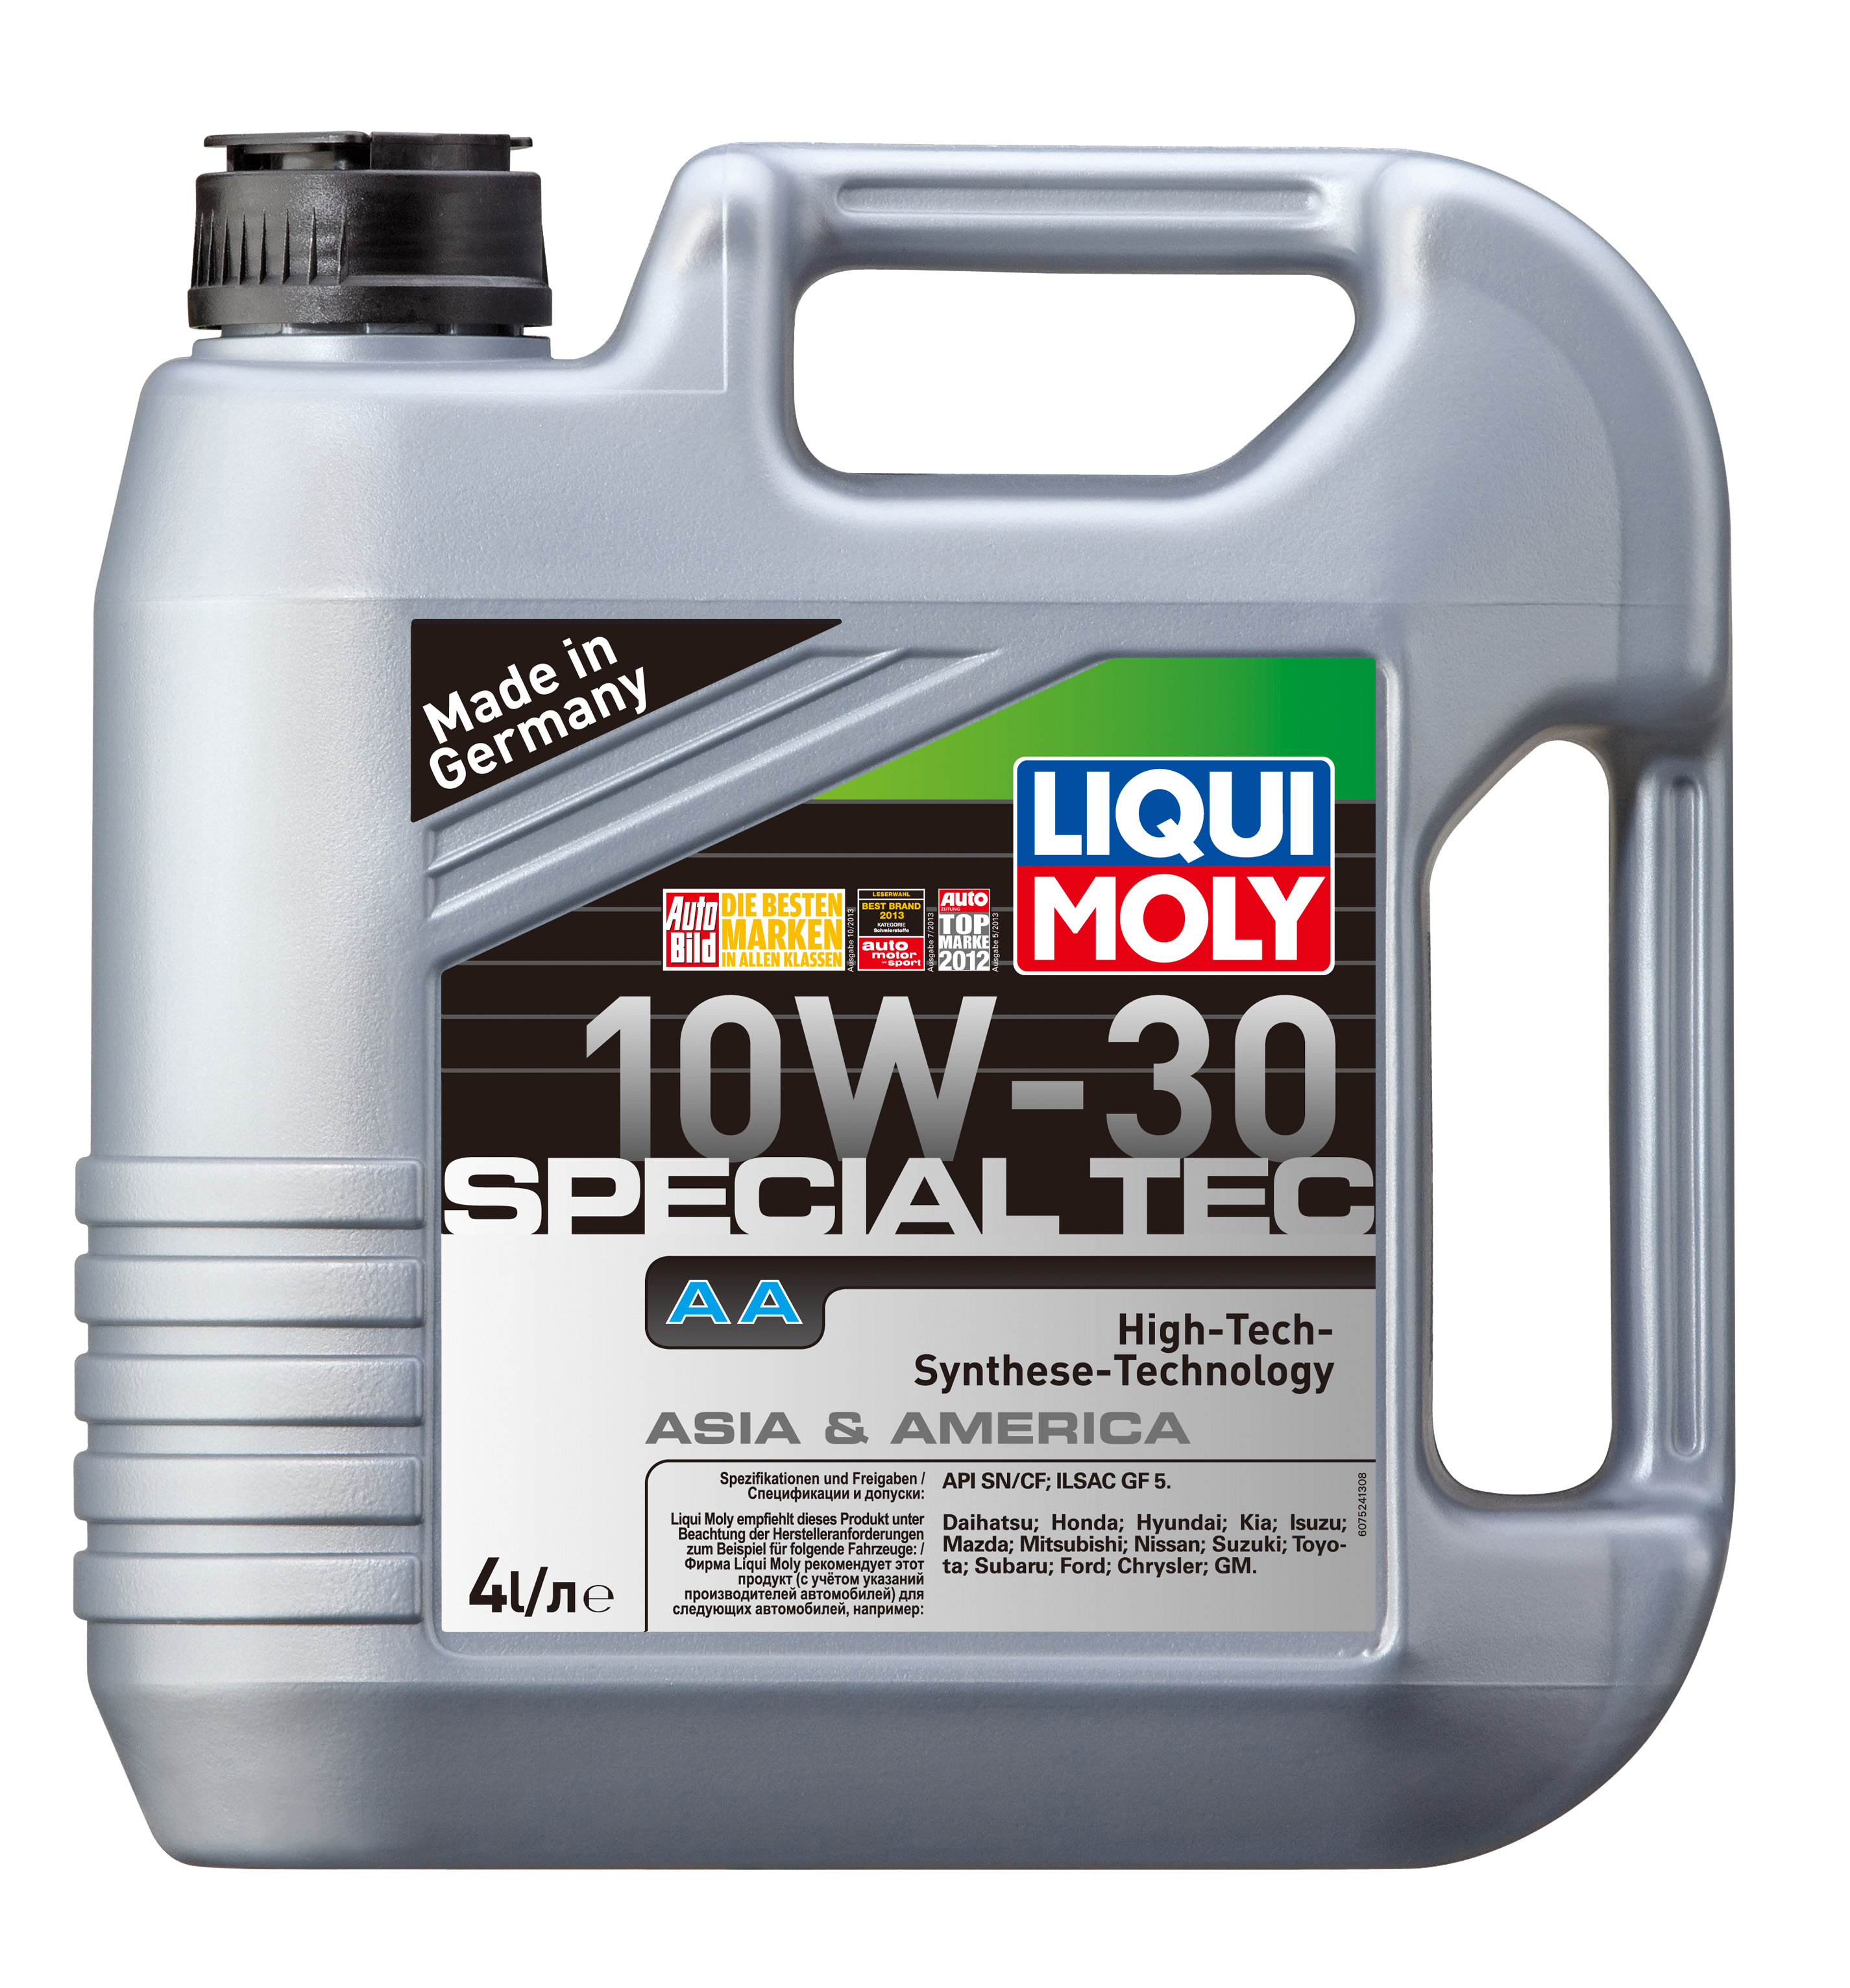 Made in
Germany
LIQUI
MOLY
Auto
Bild
DIE BESTEN
MARKEN
IN ALLEN KLASSEN
Ausgabe 10/2013
LESERWAHL
BEST BRAND
2013
KATEGORIE
Schmierstoffe
auto
motor
sport
Ausgabe 7/2013
Auto
ZEITUNG
TOP
MARKE
2012
Ausgabe 5/2013
10W-30
SPECIAL TEC
AA
High-Tech-
Synthese-Technology
ASIA & AMERICA
Spezifikationen und Freigaben /
Спецификации и допуски:
API SN/CF; ILSAC GF 5.
Liqui Moly empfiehlt dieses Produkt unter
Beachtung der Herstelleranforderungen
zum Beispiel für folgende Fahrzeuge: /
Фирма Liqui Moly рекомендует этот
продукт (с учётом указаний
производителей автомобилей) для
следующих автомобилей, например:
Daihatsu; Honda; Hyundai; Kia; Isuzu;
Mazda; Mitsubishi; Nissan; Suzuki; Toyo-
ta; Subaru; Ford; Chrysler; GM.
6075241308
4l/л℮